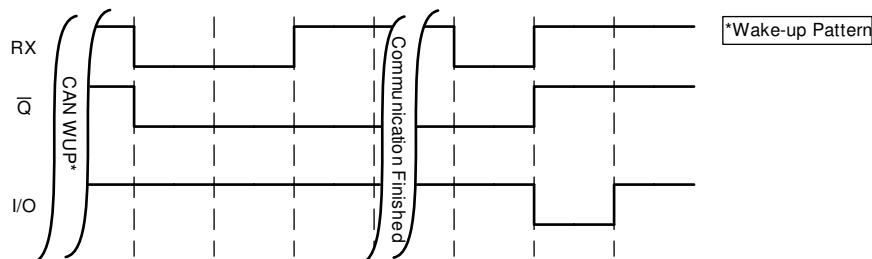 RX
*Wake-up Pattern
Q̅
CAN WUP*
Communication Finished
I/O